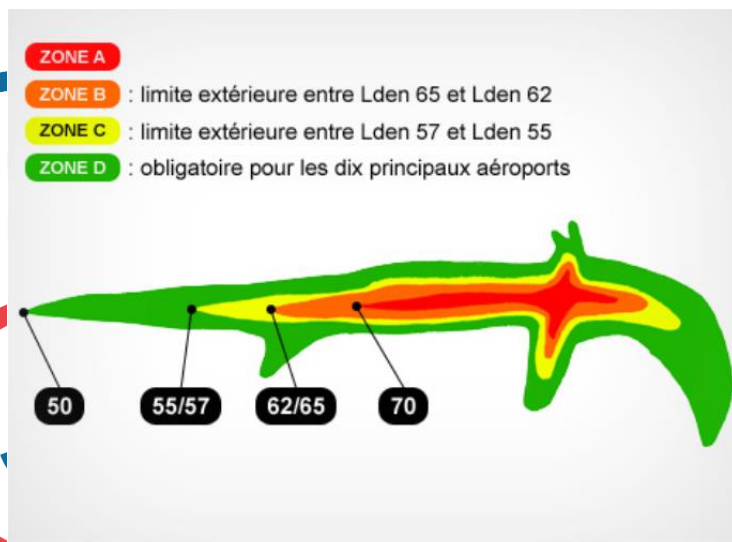 ZONE A
ZONE B : limite extérieure entre Lden 65 et Lden 62
ZONE C : limite extérieure entre Lden 57 et Lden 55
ZONE D : obligatoire pour les dix principaux aéroports
50
55/57
62/65
70